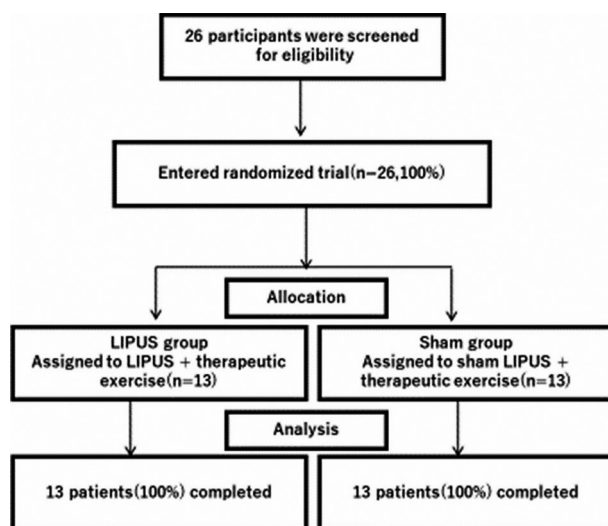 26 participants were screened
for eligibility
Entered randomized trial(n−26,100%)
Allocation
LIPUS group
Assigned to LIPUS + therapeutic
exercise(n=13)
Sham group
Assigned to sham LIPUS +
therapeutic exercise(n=13)
Analysis
13 patients(100%) completed
13 patients(100%) completed